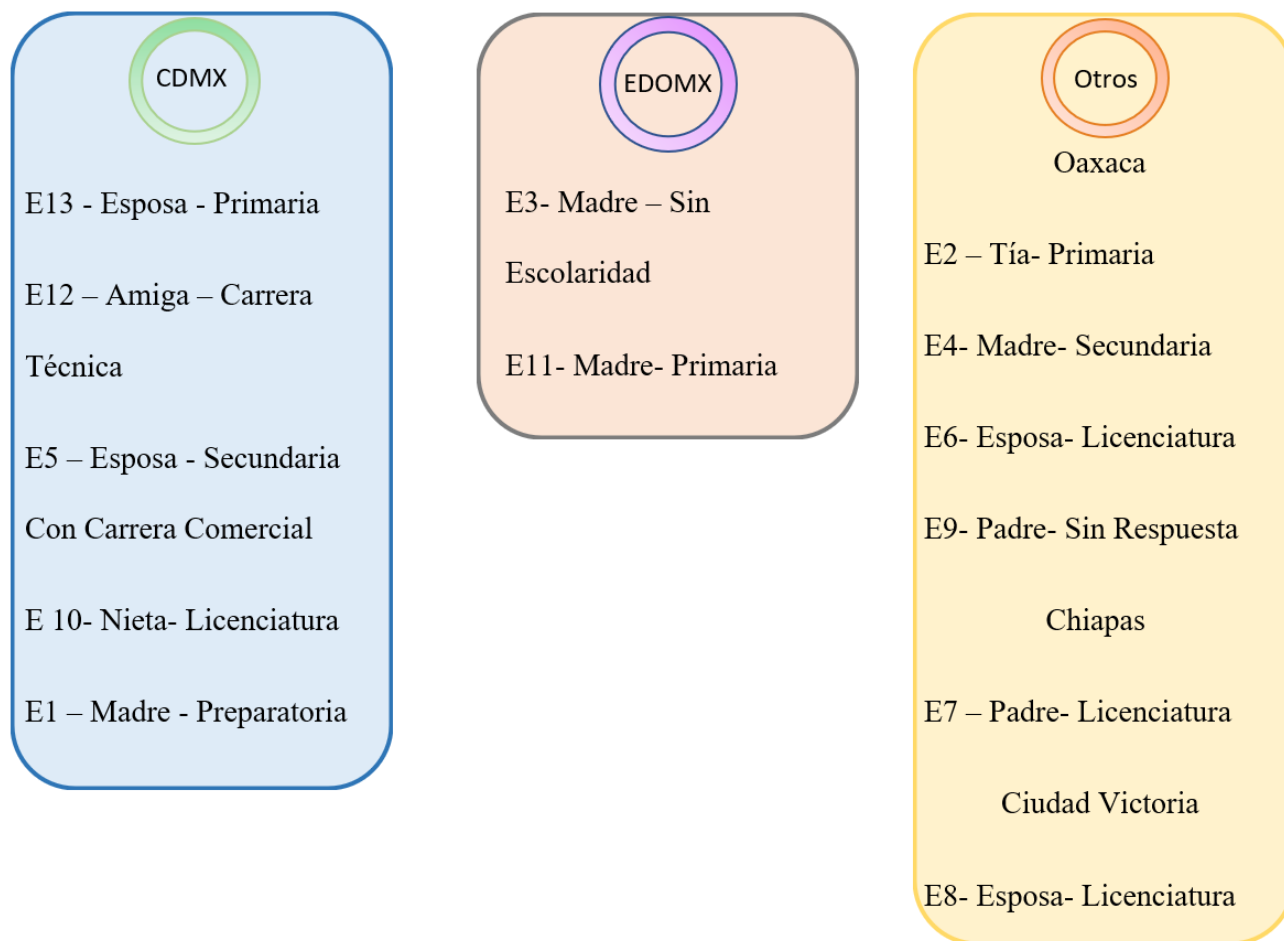 CDMX
E13 - Esposa - Primaria
E12 – Amiga – Carrera
Técnica
E5 – Esposa - Secundaria
Con Carrera Comercial
E 10- Nieta- Licenciatura
E1 – Madre - Preparatoria
EDOMX
E3- Madre – Sin
Escolaridad
E11- Madre- Primaria
Otros
Oaxaca
E2 – Tía- Primaria
E4- Madre- Secundaria
E6- Esposa- Licenciatura
E9- Padre- Sin Respuesta
Chiapas
E7 – Padre- Licenciatura
Ciudad Victoria
E8- Esposa- Licenciatura